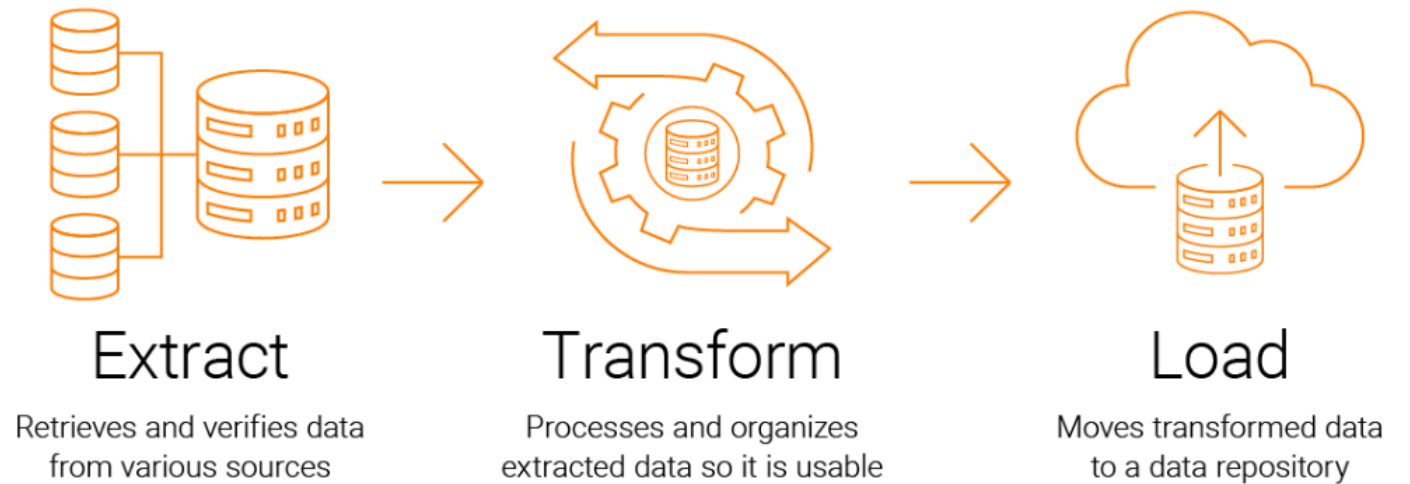 Extract
Retrieves and verifies data
from various sources
Transform
Processes and organizes
extracted data so it is usable
Load
Moves transformed data
to a data repository